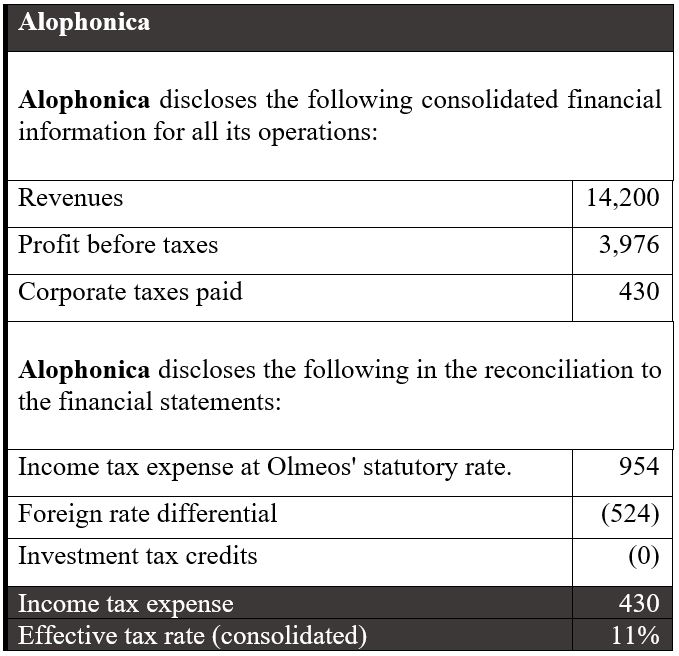 Alophonica
Alophonica discloses the following consolidated financial
information for all its operations:
Revenues 14,200
Profit before taxes 3,976
Corporate taxes paid 430
Alophonica discloses the following in the reconciliation to
the financial statements:
Income tax expense at Olmeos' statutory rate. 954
Foreign rate differential (524)
Investment tax credits (0)
Income tax expense 430
Effective tax rate (consolidated) 11%